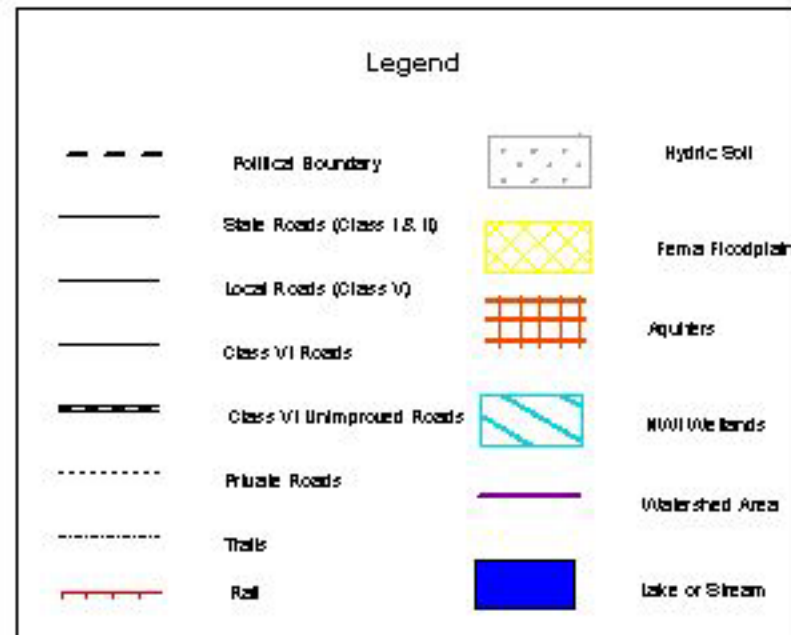 Legend
Political Boundary
State Roads (Class I & II)
Local Roads (Class V)
Class VI Roads
Class VI Unimproved Roads
Private Roads
Trails
Rail
Hydric Soil
Fema Floodplain
Aquifers
NWI Wetlands
Watershed Area
Lake or Stream